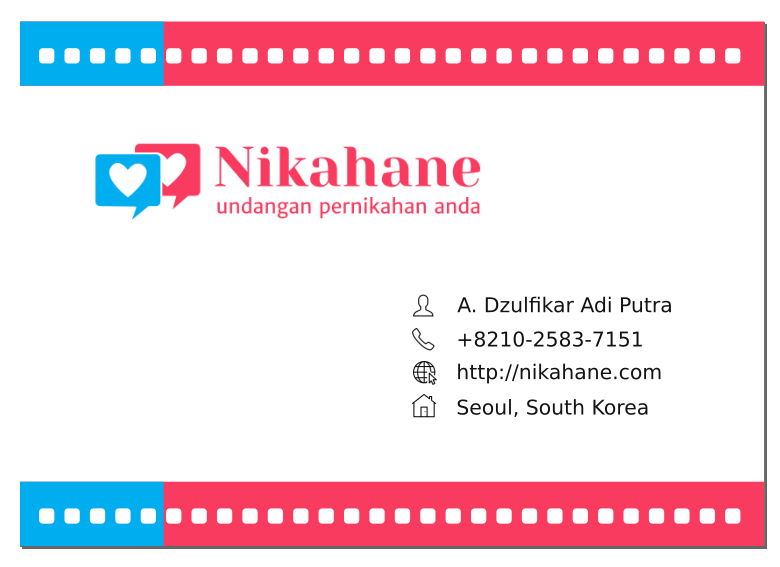 Nikahane
undangan pernikahan anda
A. Dzulfikar Adi Putra
+8210-2583-7151
http://nikahane.com
Seoul, South Korea